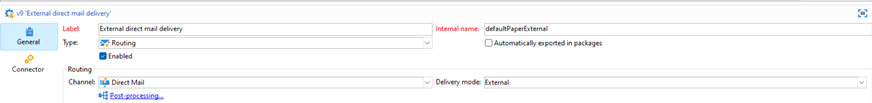 v9 'External direct mail delivery'
General
Connector
Label: External direct mail delivery Internal name: defaultPaperExternal
Type: Routing Automatically exported in packages
Enabled
Routing
Channel: Direct Mail Delivery mode: External
Post-processing...